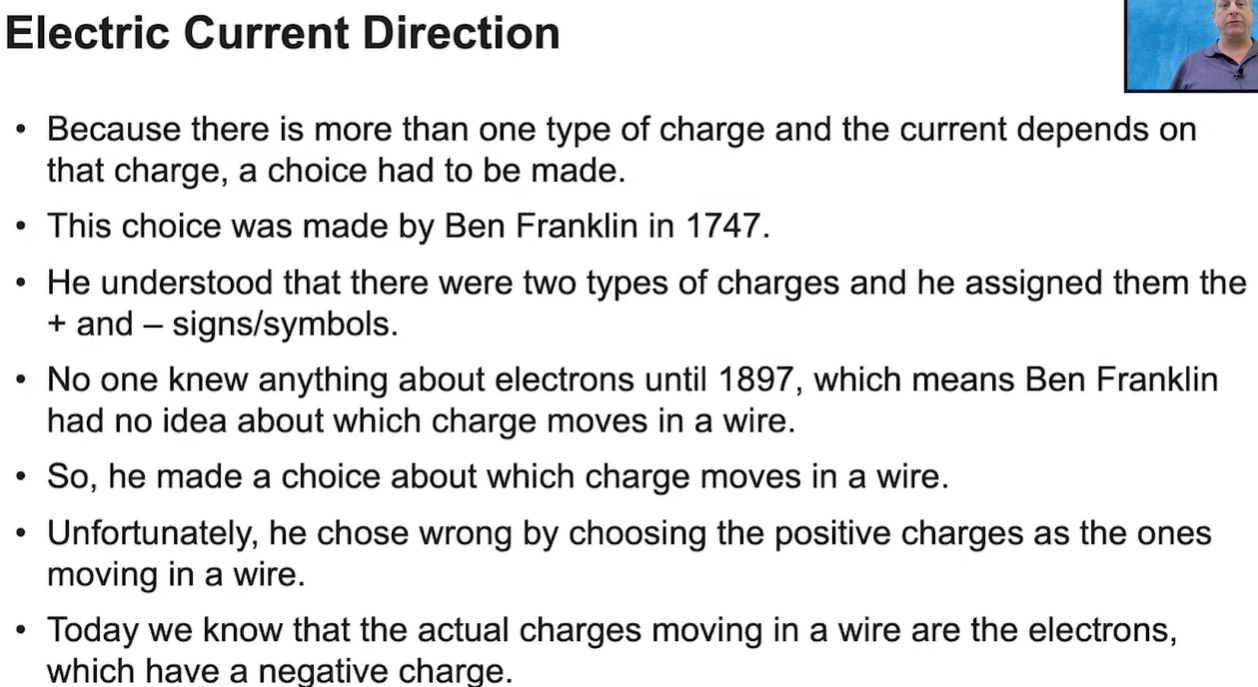 Electric Current Direction
• Because there is more than one type of charge and the current depends on
that charge, a choice had to be made.
• This choice was made by Ben Franklin in 1747.
• He understood that there were two types of charges and he assigned them the
+ and – signs/symbols.
• No one knew anything about electrons until 1897, which means Ben Franklin
had no idea about which charge moves in a wire.
• So, he made a choice about which charge moves in a wire.
• Unfortunately, he chose wrong by choosing the positive charges as the ones
moving in a wire.
• Today we know that the actual charges moving in a wire are the electrons,
which have a negative charge.